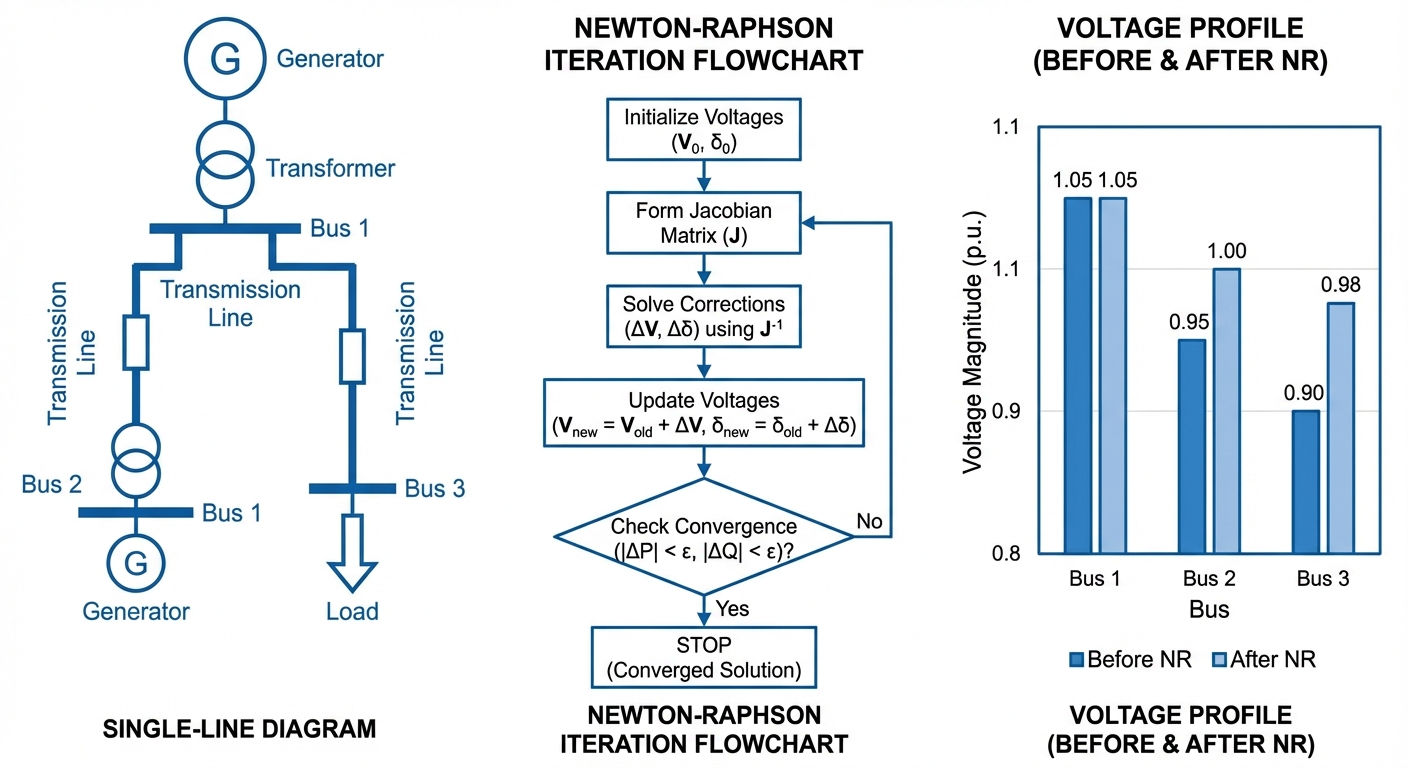 G
Generator
Transformer
Bus 1
Transmission
Line
Transmission
Line
Transmission
Line
Bus 2
Bus 1
G
Generator
Bus 3
Load
SINGLE-LINE DIAGRAM
NEWTON-RAPHSON
ITERATION FLOWCHART
Initialize Voltages
(V₀, δ₀)
Form Jacobian
Matrix (J)
Solve Corrections
(ΔV, Δδ) using J⁻¹
Update Voltages
(Vnew = Vold + ΔV, δnew = δold + Δδ)
Check Convergence
(|ΔP| < ε, |ΔQ| < ε)?
No
Yes
STOP
(Converged Solution)
NEWTON-RAPHSON
ITERATION FLOWCHART
VOLTAGE PROFILE
(BEFORE & AFTER NR)
Voltage Magnitude (p.u.)
1.1
1.1
0.9
0.8
1.05 1.05
0.95
1.00
0.90
0.98
Bus 1 Bus 2 Bus 3
Bus
Before NR After NR
VOLTAGE PROFILE
(BEFORE & AFTER NR)